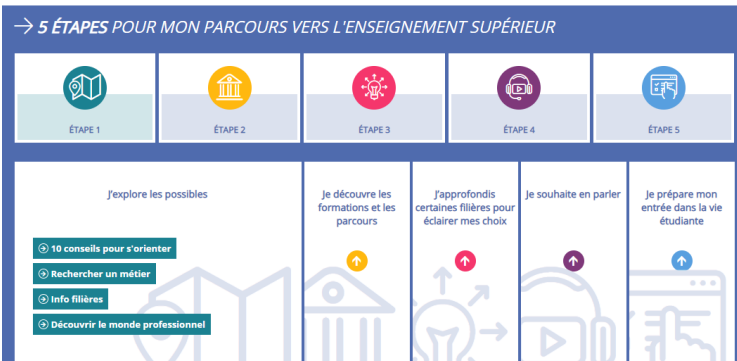 → 5 ÉTAPES POUR MON PARCOURS VERS L'ENSEIGNEMENT SUPÉRIEUR
ÉTAPE 1
ÉTAPE 2
ÉTAPE 3
ÉTAPE 4
ÉTAPE 5
J'explore les possibles
10 conseils pour s'orienter
Rechercher un métier
Info filières
Découvrir le monde professionnel
Je découvre les
formations et les
parcours
J'approfondis
certaines filières pour
éclairer mes choix
Je souhaite en parler
Je prépare mon
entrée dans la vie
étudiante